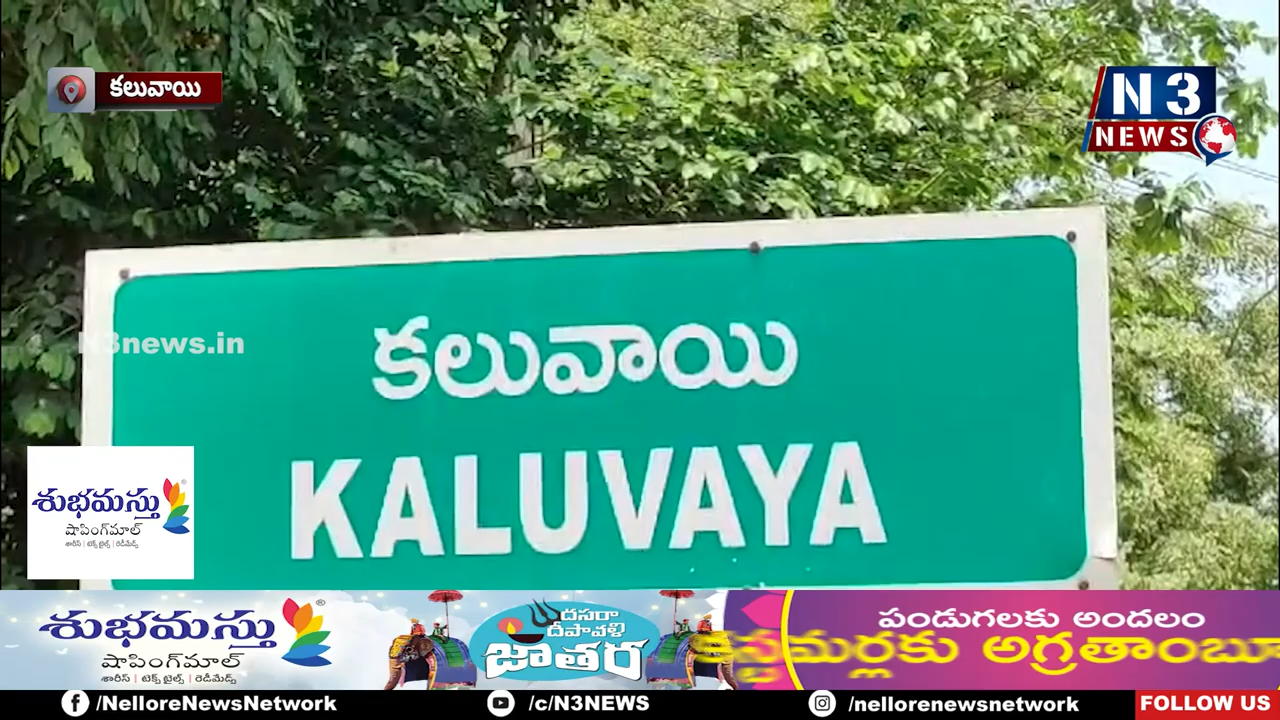 కలువాయి
N3
NEWS
కలువాయి
N3news.in
KALUVAYA
శుభమస్తు
షాపింగ్‌మాల్
శారీస్ | టెక్స్‌టైల్స్ | రెడీమేడ్స్
శుభమస్తు ®
షాపింగ్‌మాల్
శారీస్ | టెక్స్‌టైల్స్ | రెడీమేడ్స్
దసరా
దీపావళి
జాతర
పండుగలకు అందలం
అగ్రతాంబూ
/NelloreNewsNetwork
/c/N3NEWS
/nellorenewsnetwork
FOLLOW US